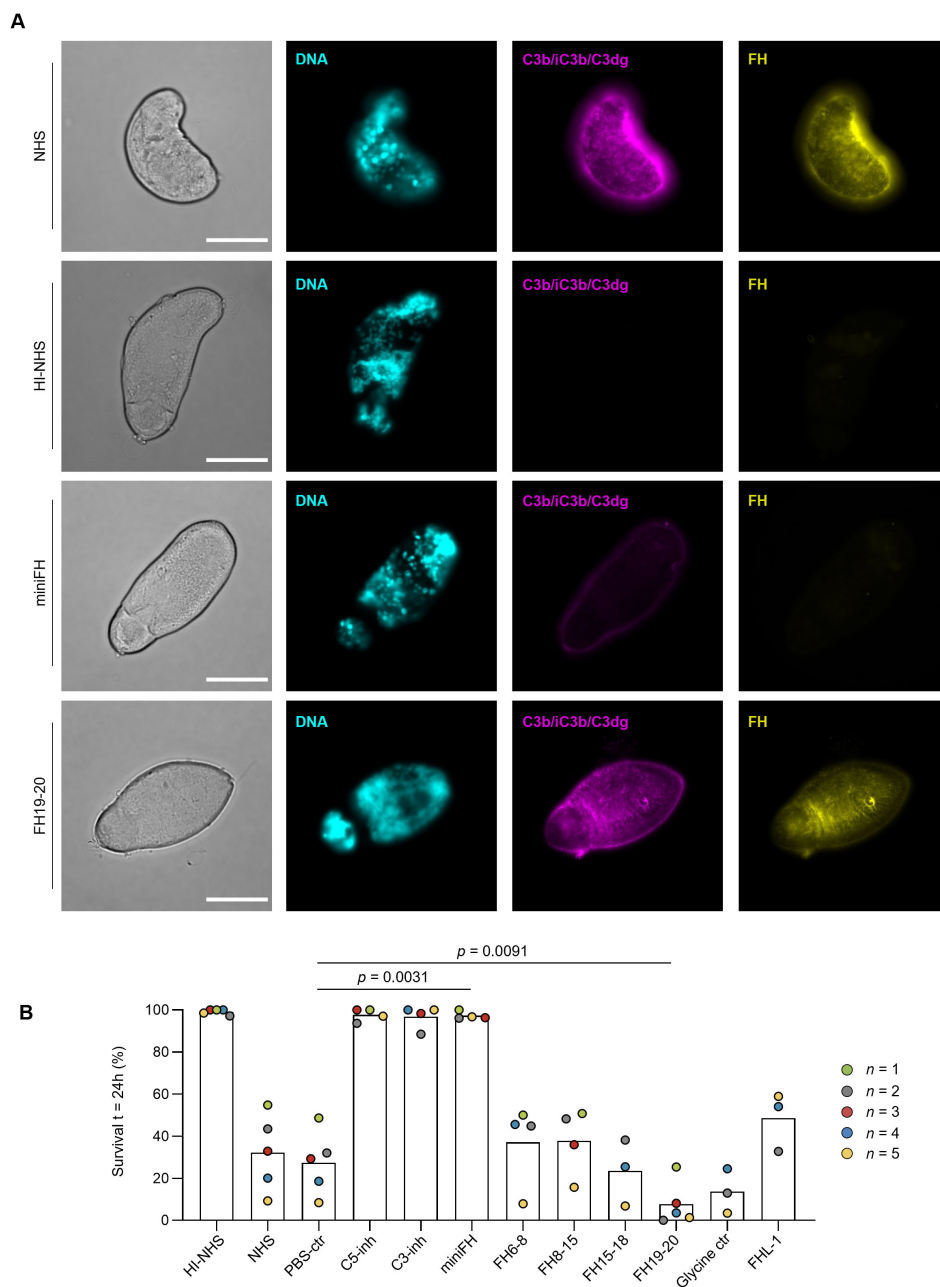 A
NHS
DNA
C3b/iC3b/C3dg
FH
HI-NHS
DNA
C3b/iC3b/C3dg
FH
miniFH
DNA
C3b/iC3b/C3dg
FH
FH19-20
DNA
C3b/iC3b/C3dg
FH
p = 0.0091
p = 0.0031
B
Survival t = 24h (%)
100
80
60
40
20
0
HI-NHS
NHS
PBS-ctr
C5-inh
C3-inh
miniFH
FH6-8
FH8-15
FH15-18
FH19-20
Glycine ctr
FHL-1
n = 1
n = 2
n = 3
n = 4
n = 5